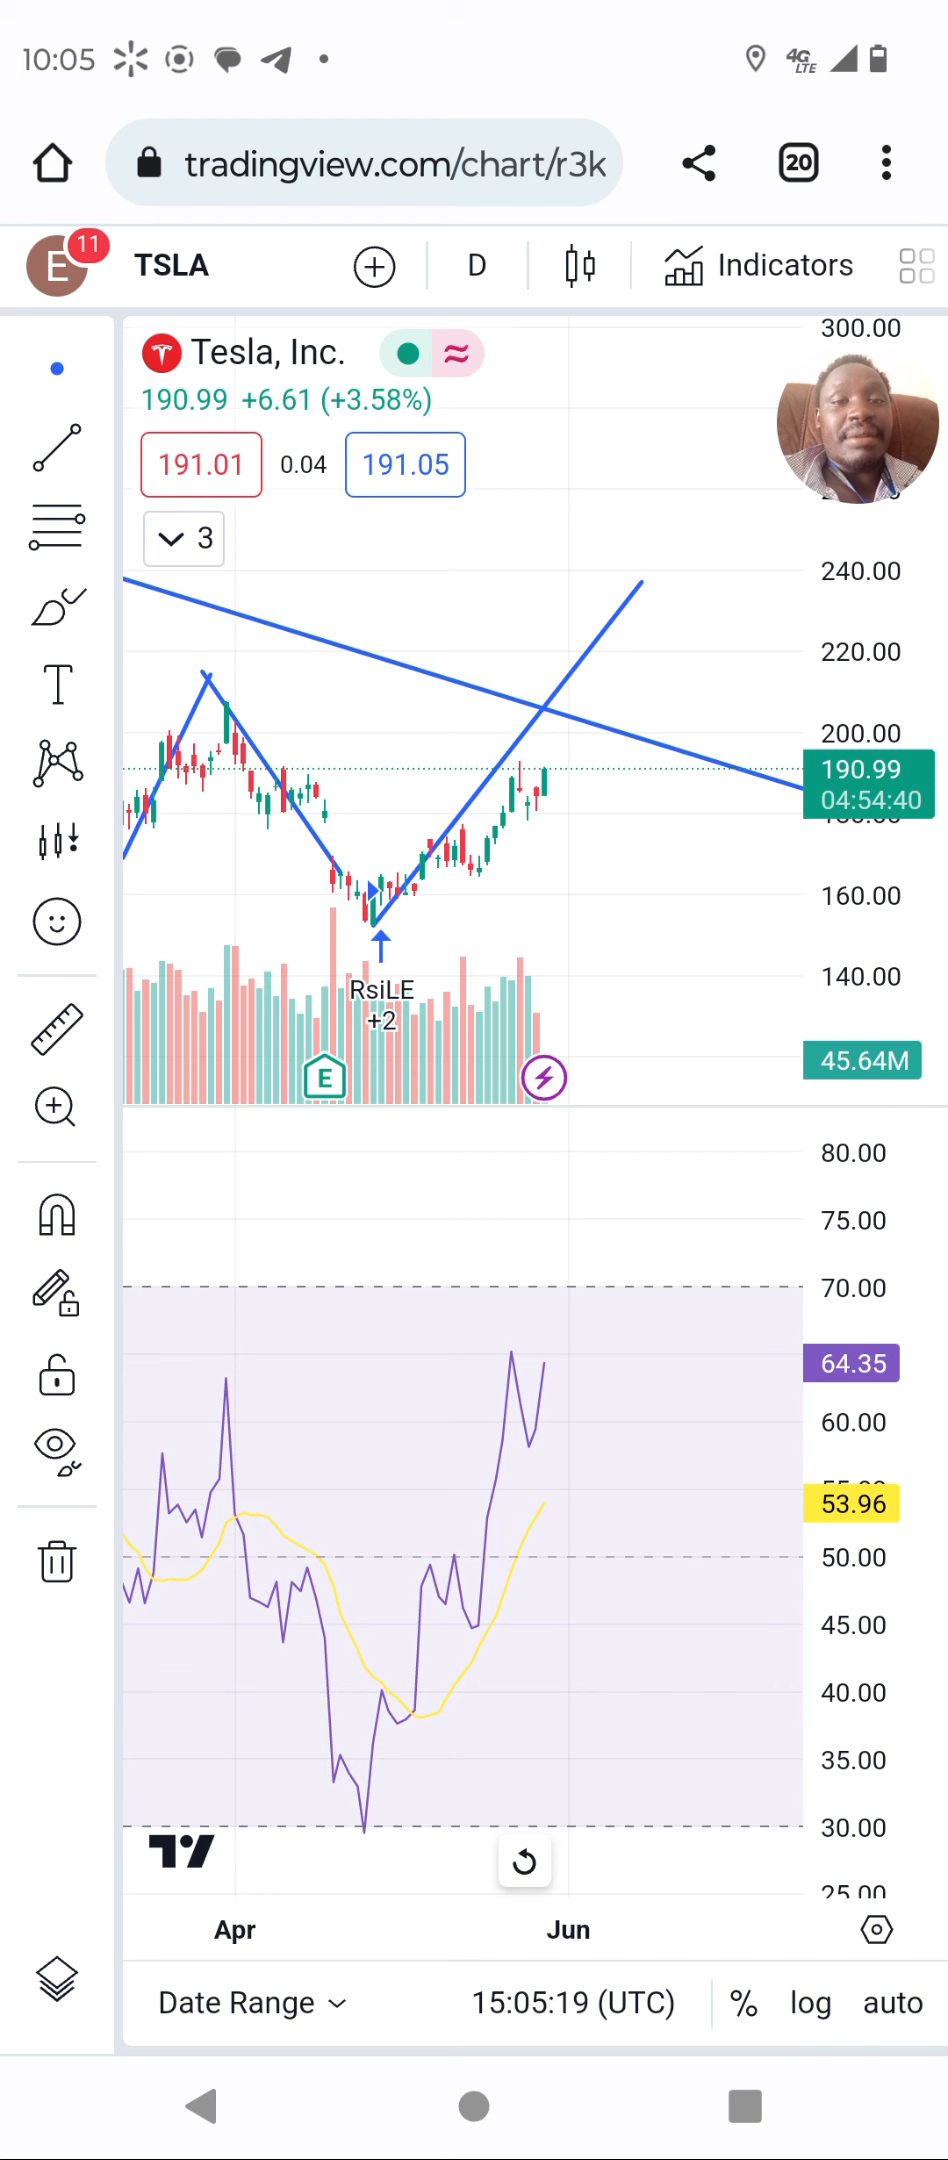 10:05
4G
LTE
tradingview.com/chart/r3k
20
E
11
TSLA
D
Indicators
Tesla, Inc.
190.99 +6.61 (+3.58%)
191.01
0.04
191.05
3
300.00
240.00
220.00
200.00
190.99
04:54:40
160.00
140.00
RsiLE
+2
E
45.64M
80.00
75.00
70.00
64.35
60.00
53.96
50.00
45.00
40.00
35.00
30.00
25.00
Apr
Jun
Date Range
15:05:19 (UTC)
%
log
auto